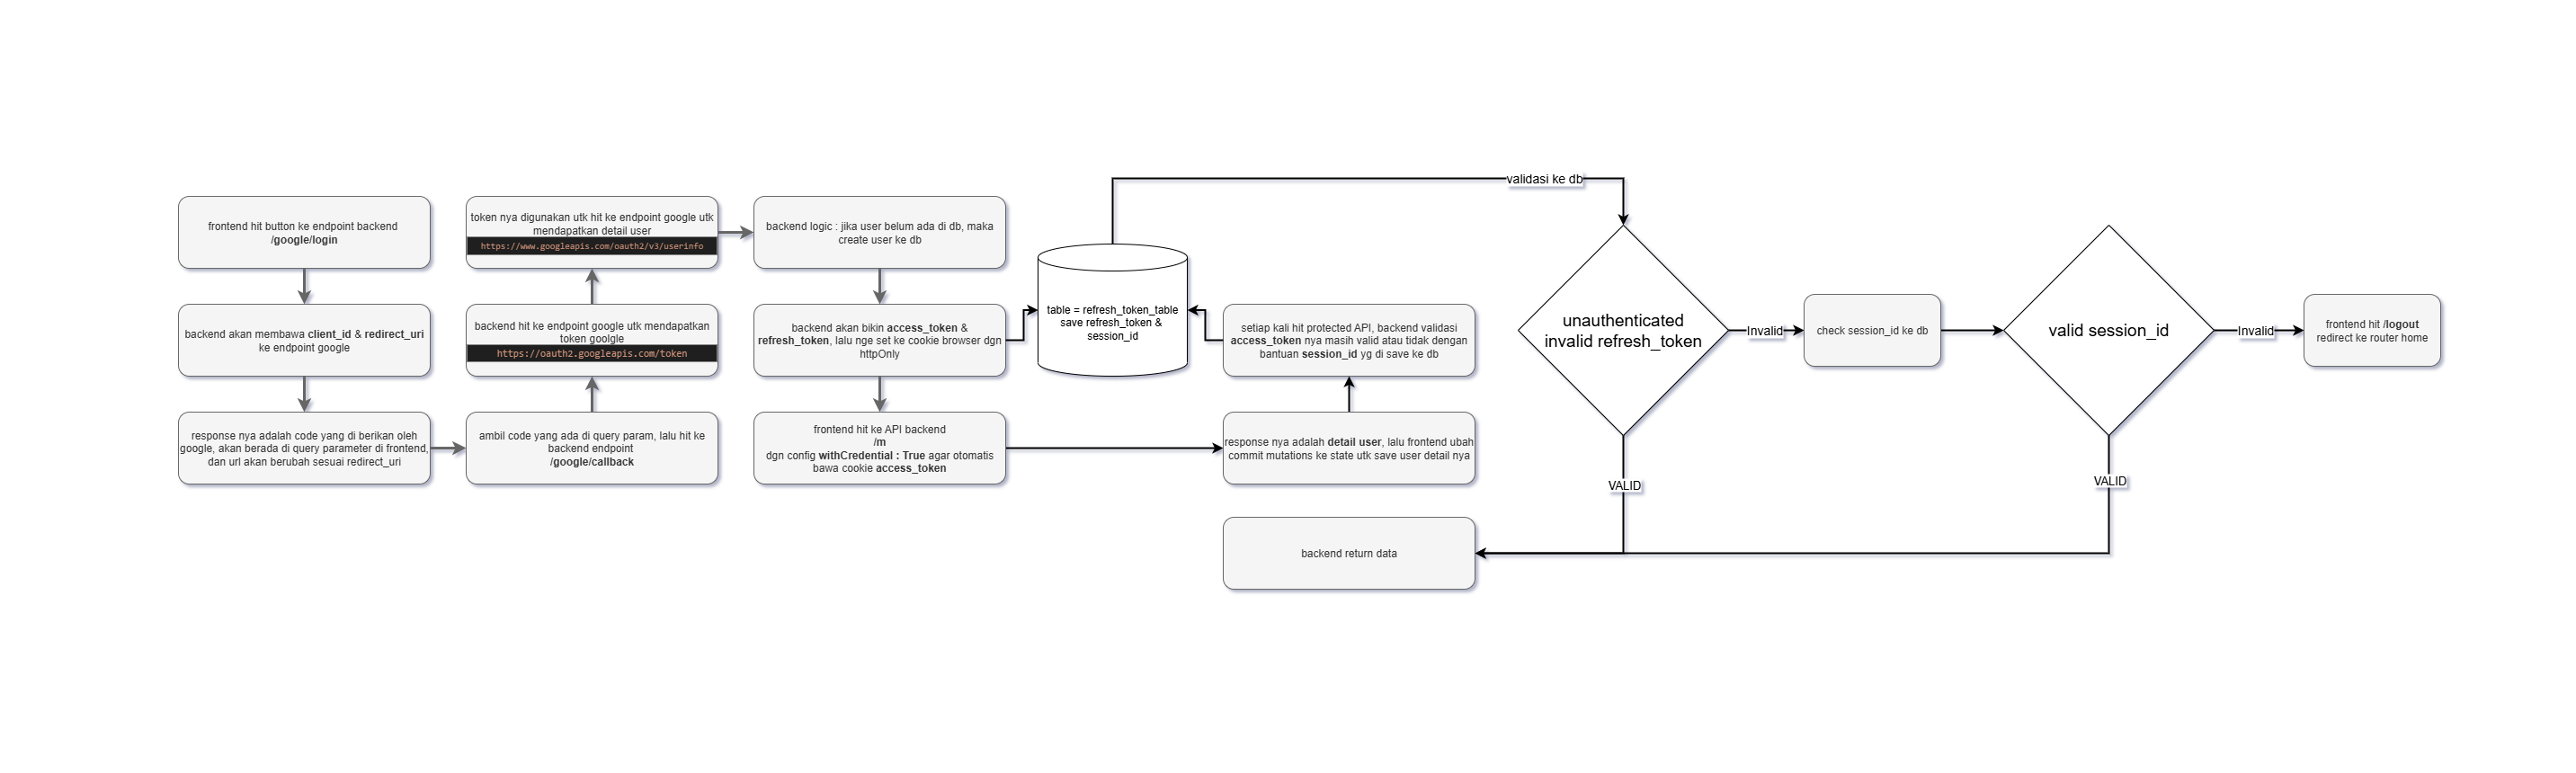 frontend hit button ke endpoint backend
/google/login
backend akan membawa client_id & redirect_uri
ke endpoint google
response nya adalah code yang di berikan oleh
google, akan berada di query parameter di frontend,
dan url akan berubah sesuai redirect_uri
ambil code yang ada di query param, lalu hit ke
backend endpoint
/google/callback
backend hit ke endpoint google utk mendapatkan
token goolgle
https://oauth2.googleapis.com/token
token nya digunakan utk hit ke endpoint google utk
mendapatkan detail user
https://www.googleapis.com/oauth2/v3/userinfo
backend logic : jika user belum ada di db, maka
create user ke db
backend akan bikin access_token &
refresh_token, lalu nge set ke cookie browser dgn
httpOnly
frontend hit ke API backend
/m
dgn config withCredential : True agar otomatis
bawa cookie access_token
table = refresh_token_table
save refresh_token &
session_id
response nya adalah detail user, lalu frontend ubah
commit mutations ke state utk save user detail nya
setiap kali hit protected API, backend validasi
access_token nya masih valid atau tidak dengan
bantuan session_id yg di save ke db
validasi ke db
unauthenticated
invalid refresh_token
Invalid
check session_id ke db
valid session_id
Invalid
frontend hit /logout
redirect ke router home
VALID
VALID
backend return data